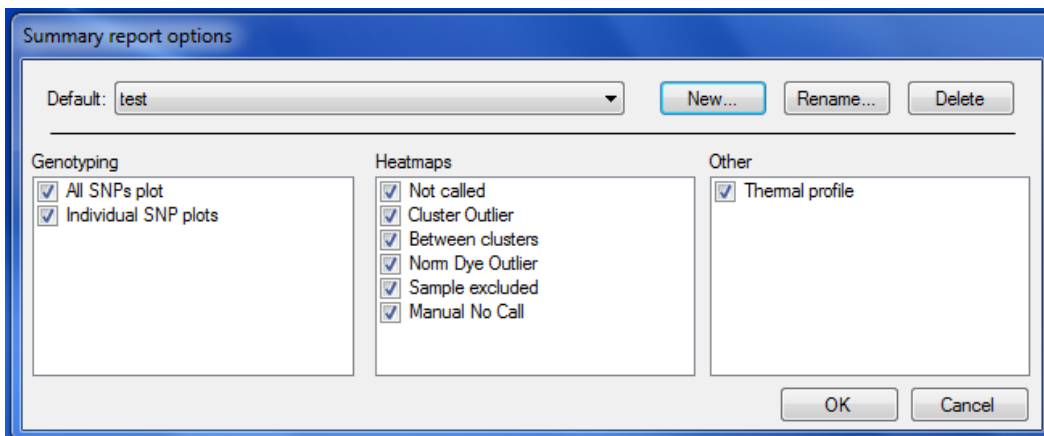 Summary report options
Default: test New... Rename... Delete
Genotyping Heatmaps Other
All SNPs plot Not called Thermal profile
Individual SNP plots Cluster Outlier
Between clusters
Norm Dye Outlier
Sample excluded
Manual No Call
OK Cancel